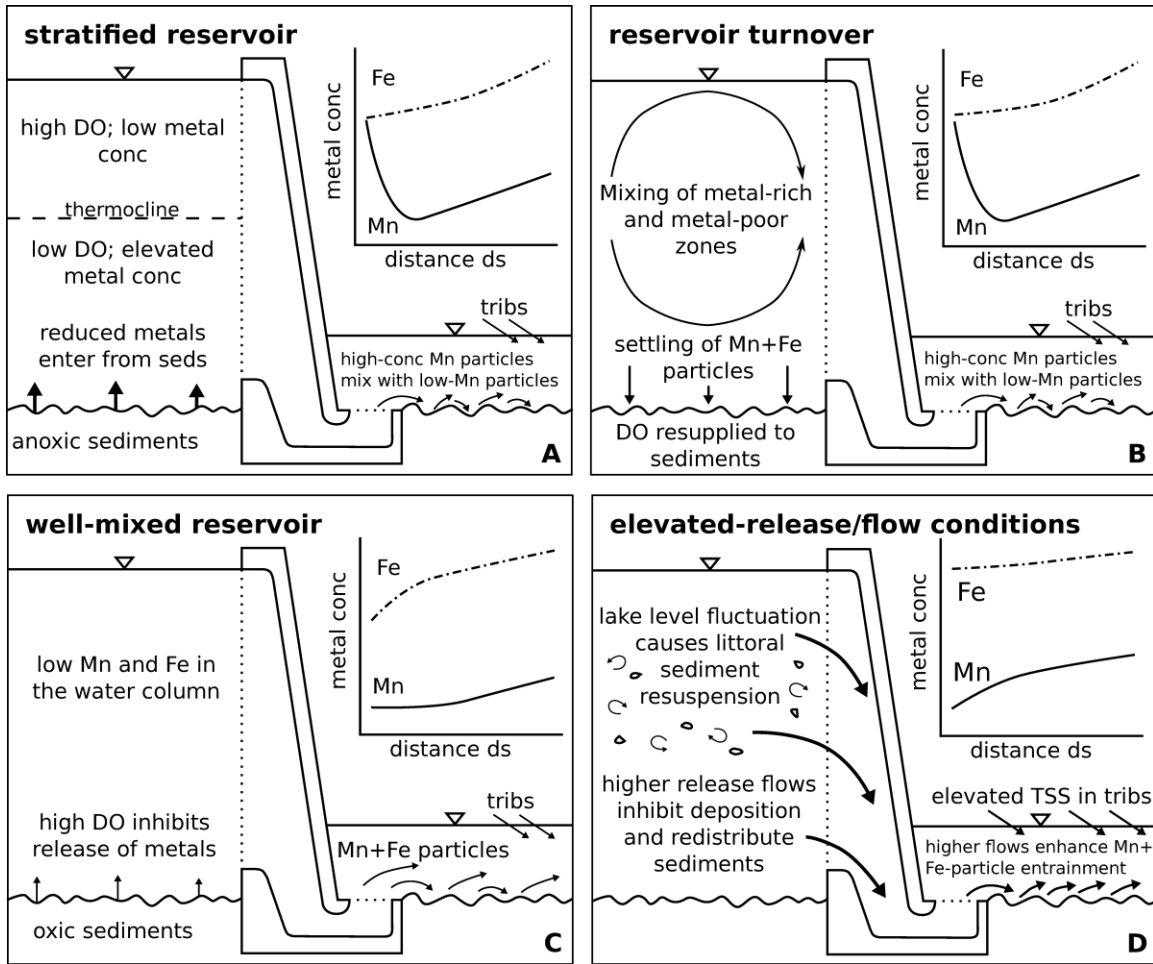 stratified reservoir
Fe
metal conc
Mn
distance ds
high DO; low metal
conc
thermocline
low DO; elevated
metal conc
reduced metals
enter from seds
anoxic sediments
tribs
high-conc Mn particles
mix with low-Mn particles
A
reservoir turnover
Fe
metal conc
Mn
distance ds
Mixing of metal-rich
and metal-poor
zones
settling of Mn+Fe
particles
DO resupplied to
sediments
tribs
high-conc Mn particles
mix with low-Mn particles
B
well-mixed reservoir
Fe
metal conc
Mn
distance ds
low Mn and Fe in
the water column
high DO inhibits
release of metals
oxic sediments
tribs
Mn+Fe particles
C
elevated-release/flow conditions
Fe
metal conc
Mn
distance ds
lake level fluctuation
causes littoral
sediment
resuspension
higher release flows
inhibit deposition
and redistribute
sediments
elevated TSS in tribs
higher flows enhance Mn+
Fe-particle entrainment
D